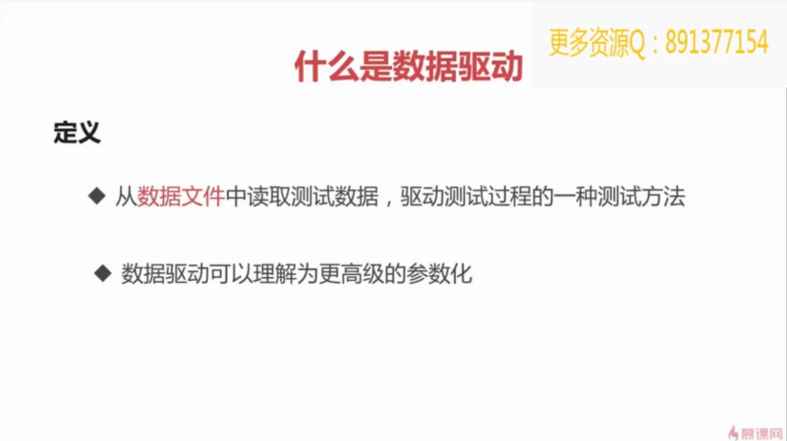 更多资源Q：891377154
什么是数据驱动
定义
◆ 从数据文件中读取测试数据，驱动测试过程的一种测试方法
◆ 数据驱动可以理解为更高级的参数化
慕课网